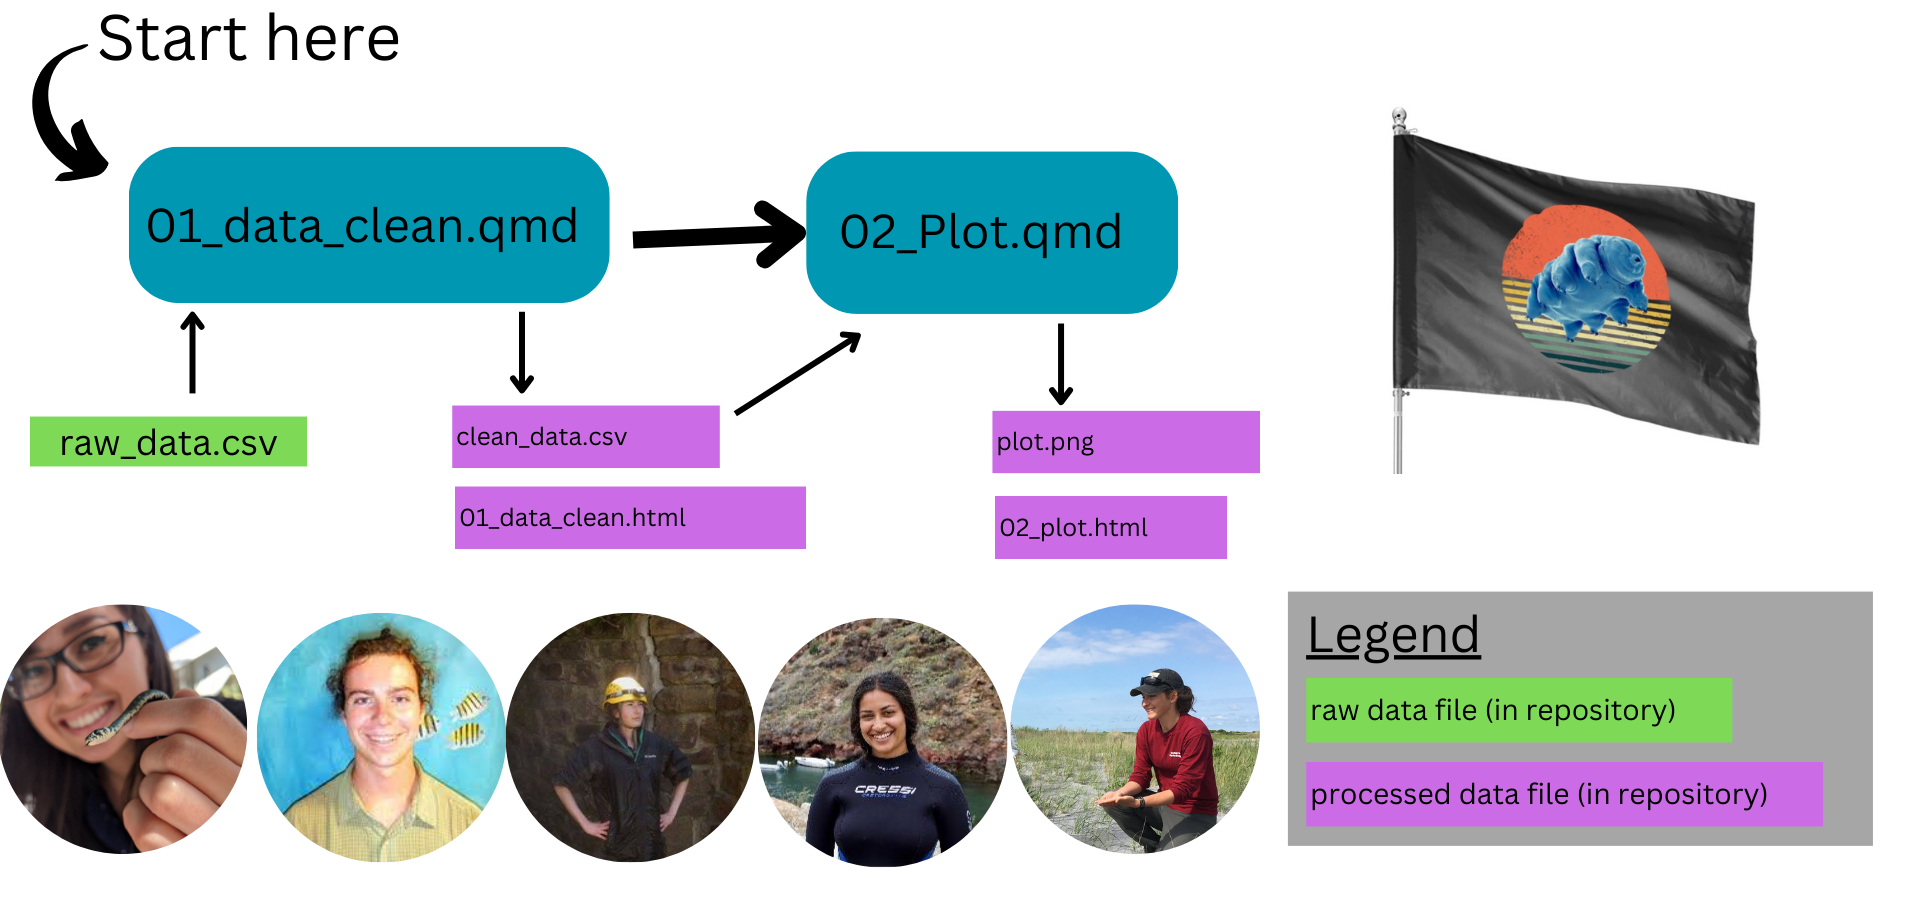 Start here
01_data_clean.qmd
02_Plot.qmd
raw_data.csv
clean_data.csv
plot.png
01_data_clean.html
02_plot.html
CRESSI
Legend
raw data file (in repository)
processed data file (in repository)